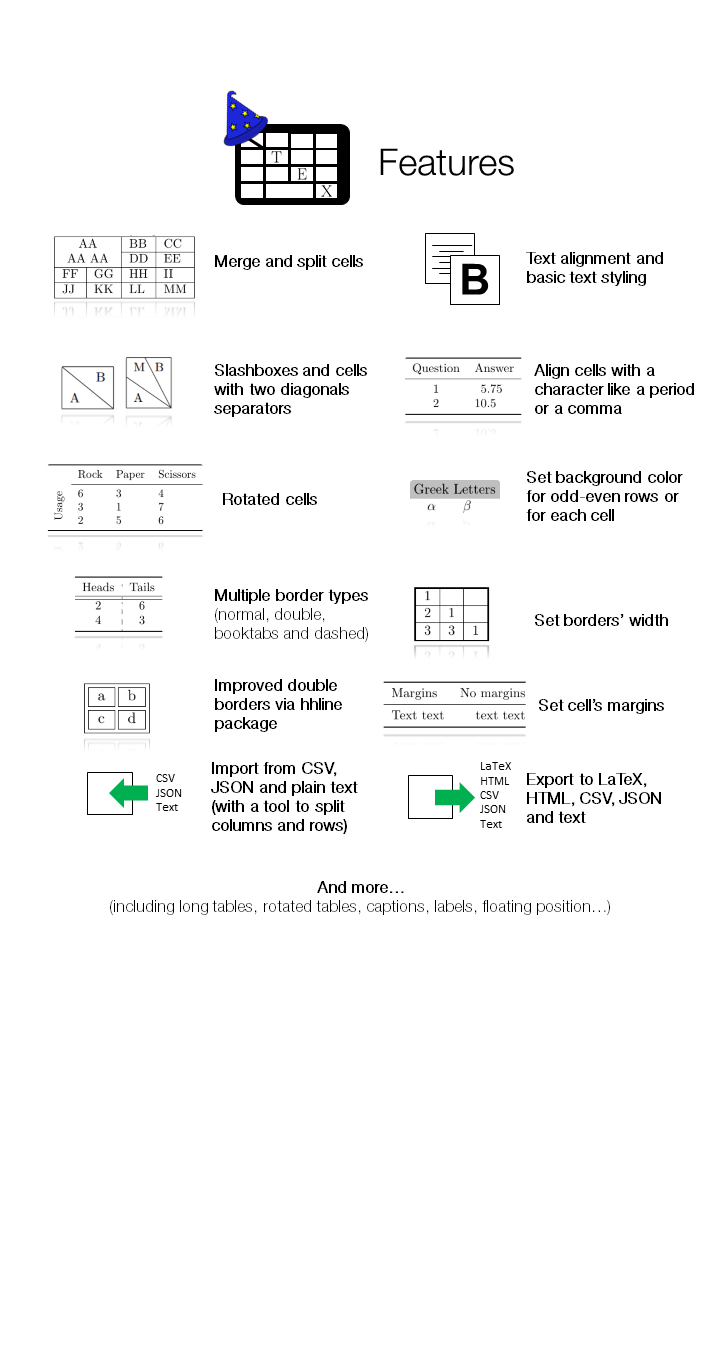 T
E
X
Features
AA BB CC
AA AA DD EE
FF GG HH II
JJ KK LL MM
Merge and split cells
B
Text alignment and
basic text styling
B
A
M B
A
Slashboxes and cells
with two diagonals
separators
Question Answer
1 5.75
2 10.5
Align cells with a
character like a period
or a comma
Rock Paper Scissors
Usage
6 3 4
3 1 7
2 5 6
Rotated cells
Greek Letters
α β
Set background color
for odd-even rows or
for each cell
Heads Tails
2 6
4 3
Multiple border types
(normal, double,
booktabs and dashed)
1
2 1
3 3 1
Set borders’ width
a b
c d
Improved double
borders via hhline
package
Margins No margins
Text text text text
Set cell’s margins
CSV
JSON
Text
Import from CSV,
JSON and plain text
(with a tool to split
columns and rows)
LaTeX
HTML
CSV
JSON
Text
Export to LaTeX,
HTML, CSV, JSON
and text
And more…
(including long tables, rotated tables, captions, labels, floating position…)